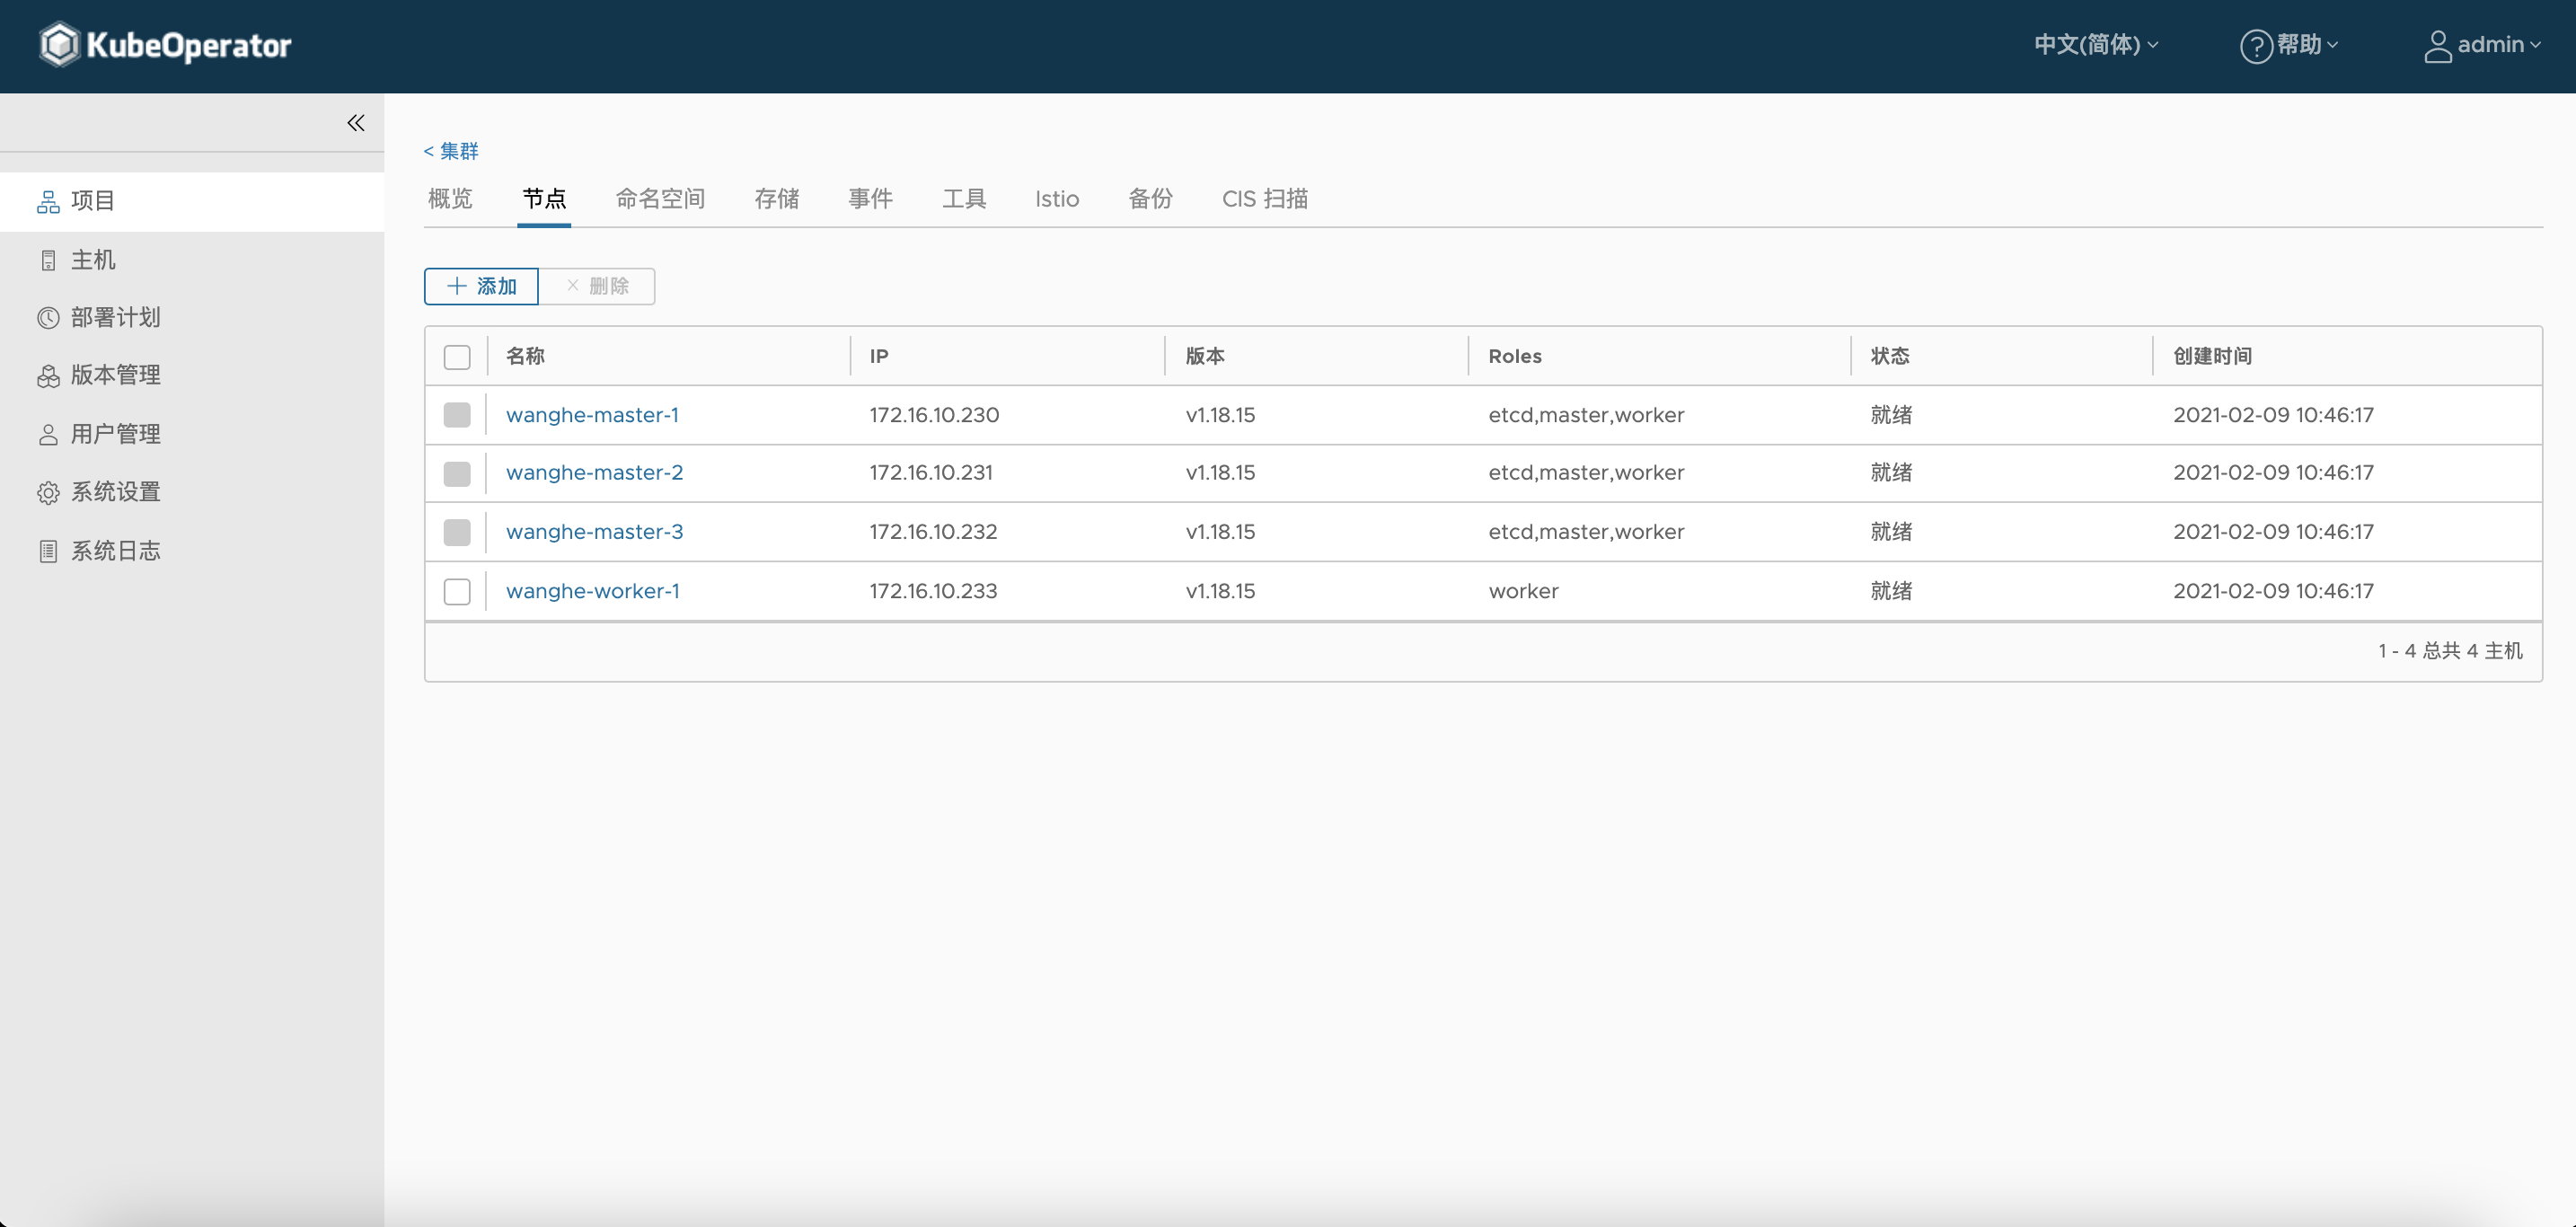 KubeOperator
中文(简体)
帮助
admin
项目
主机
部署计划
版本管理
用户管理
系统设置
系统日志
< 集群
概览 节点 命名空间 存储 事件 工具 Istio 备份 CIS 扫描
添加 删除
名称 IP 版本 Roles 状态 创建时间
wanghe-master-1 172.16.10.230 v1.18.15 etcd,master,worker 就绪 2021-02-09 10:46:17
wanghe-master-2 172.16.10.231 v1.18.15 etcd,master,worker 就绪 2021-02-09 10:46:17
wanghe-master-3 172.16.10.232 v1.18.15 etcd,master,worker 就绪 2021-02-09 10:46:17
wanghe-worker-1 172.16.10.233 v1.18.15 worker 就绪 2021-02-09 10:46:17
1 - 4 总共 4 主机